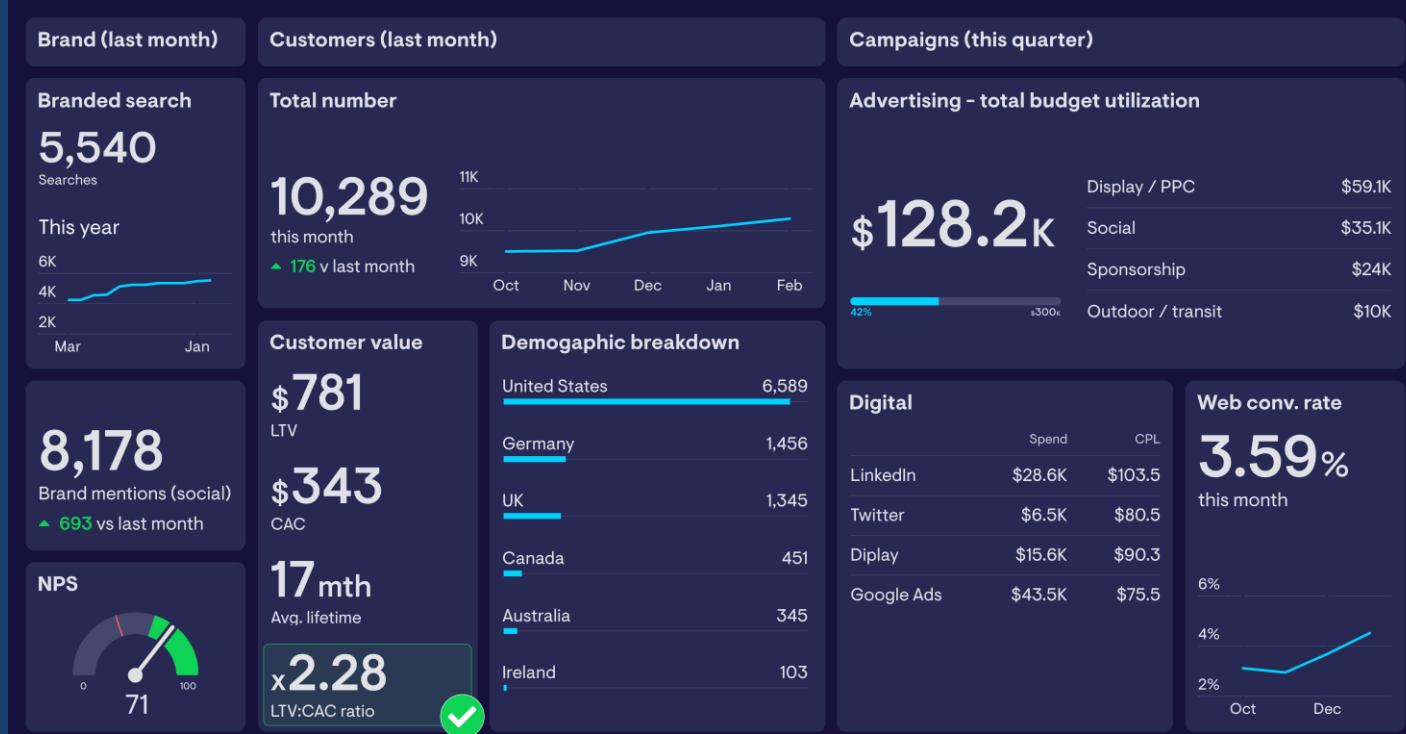 Brand (last month)
Branded search
5,540
Searches
This year
6K
4K
2K
Mar Jan
8,178
Brand mentions (social)
693 vs last month
NPS
0 100
71
Customers (last month)
Total number
10,289
this month
176 v last month
11K
10K
9K
Oct Nov Dec Jan Feb
Customer value
$781
LTV
$343
CAC
17 mth
Avg. lifetime
x2.28
LTV:CAC ratio
Demogaphic breakdown
United States 6,589
Germany 1,456
UK 1,345
Canada 451
Australia 345
Ireland 103
Campaigns (this quarter)
Advertising - total budget utilization
$128.2K
42% $300K
Display / PPC $59.1K
Social $35.1K
Sponsorship $24K
Outdoor / transit $10K
Digital
Spend CPL
LinkedIn $28.6K $103.5
Twitter $6.5K $80.5
Diplay $15.6K $90.3
Google Ads $43.5K $75.5
Web conv. rate
3.59%
this month
6%
4%
2%
Oct Dec